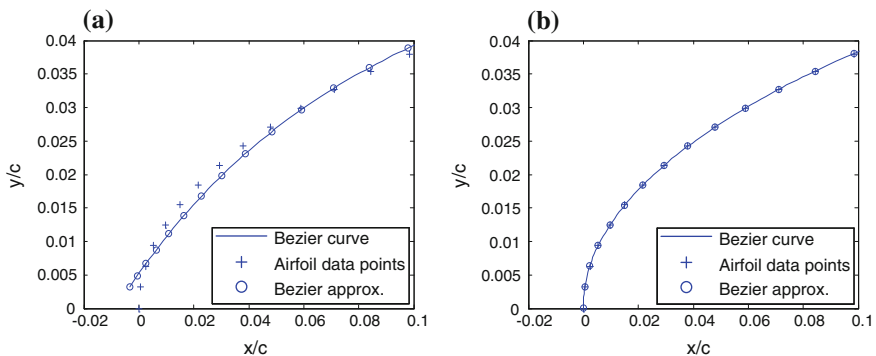 (a)
0.04
0.035
0.03
0.025
0.02
0.015
0.01
0.005
0
y/c
-0.02
0
0.02
0.04
0.06
0.08
0.1
x/c
Bezier curve
Airfoil data points
Bezier approx.
(b)
0.04
0.035
0.03
0.025
0.02
0.015
0.01
0.005
0
y/c
-0.02
0
0.02
0.04
0.06
0.08
0.1
x/c
Bezier curve
Airfoil data points
Bezier approx.